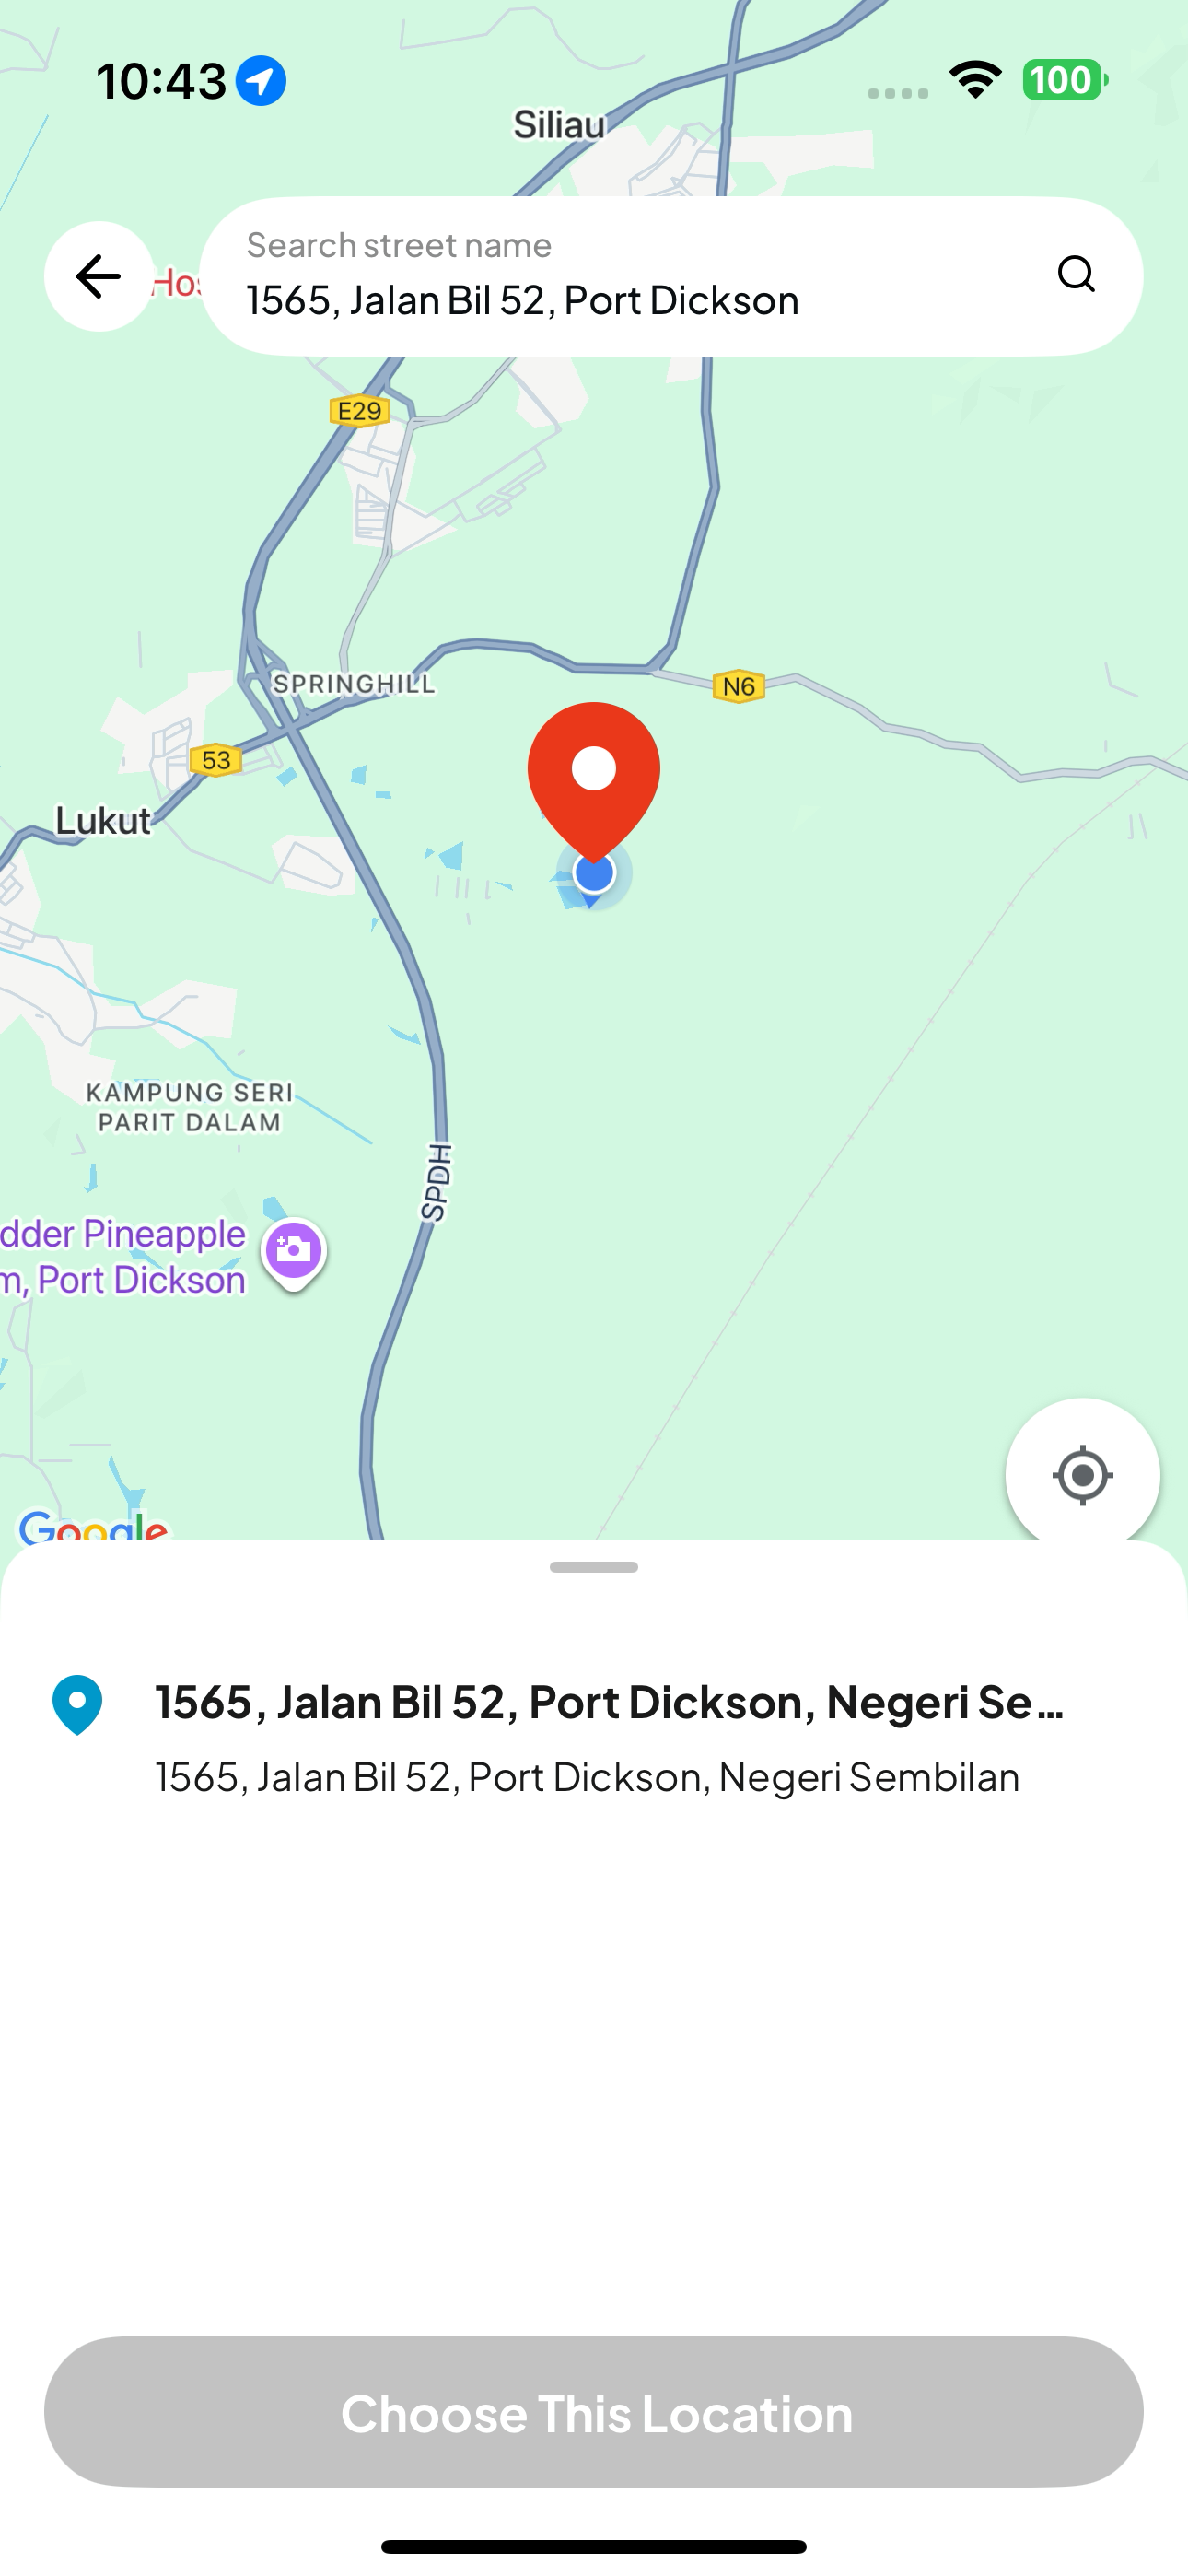 10:43
100
Siliau
Hos
Search street name
1565, Jalan Bil 52, Port Dickson
E29
SPRINGHILL
N6
53
Lukut
KAMPUNG SERI
PARIT DALAM
SPDH
dder Pineapple
m, Port Dickson
Google
1565, Jalan Bil 52, Port Dickson, Negeri Se...
1565, Jalan Bil 52, Port Dickson, Negeri Sembilan
Choose This Location